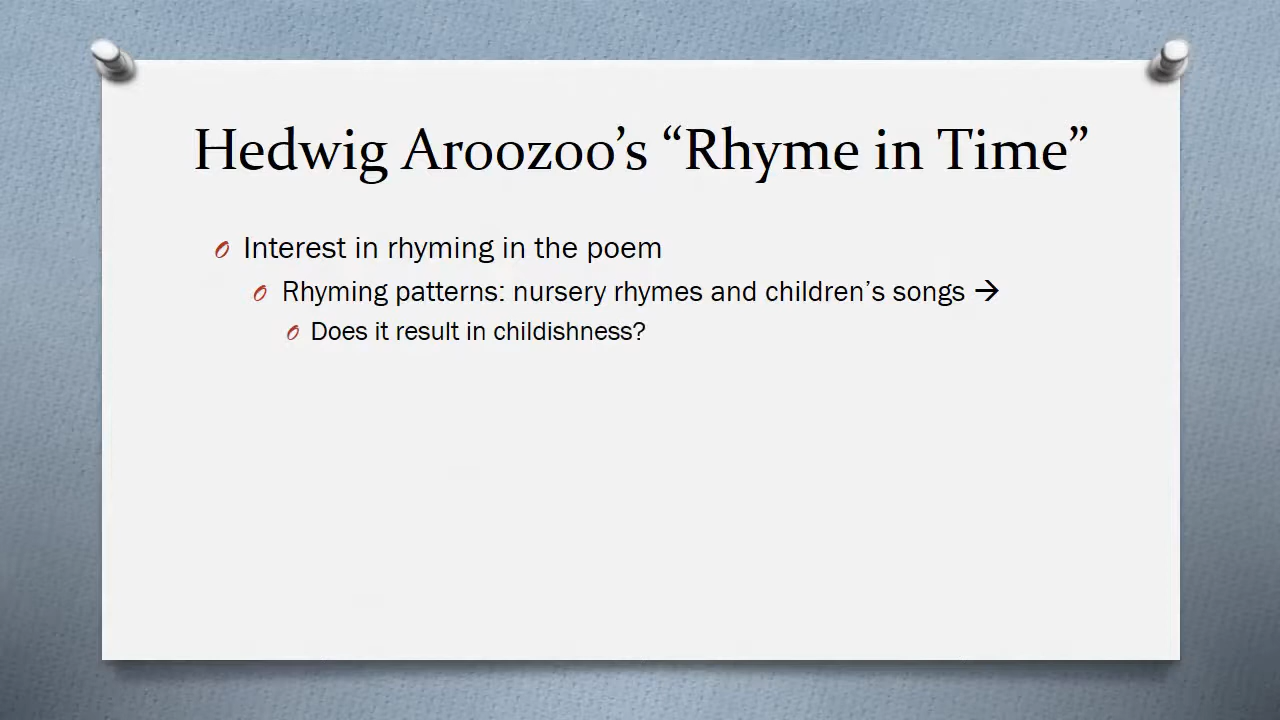 Hedwig Aroozoo’s “Rhyme in Time”
Interest in rhyming in the poem
Rhyming patterns: nursery rhymes and children’s songs →
Does it result in childishness?